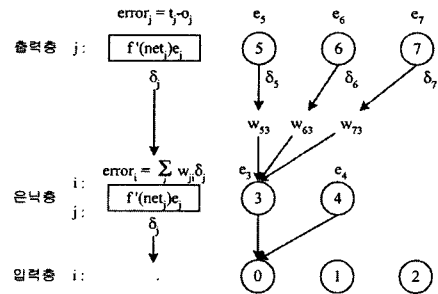 error_j = t_j-o_j e_5 e_6 e_7
출력층 j : f'(net_j)e_j 5 6 7
δ_j δ_5 δ_6 δ_7
w_53 w_63 w_73
i : error_i = Σ_j w_ji δ_j e_3 e_4
은닉층 f'(net_j)e_j 3 4
j :
δ_j
입력층 i : . 0 1 2